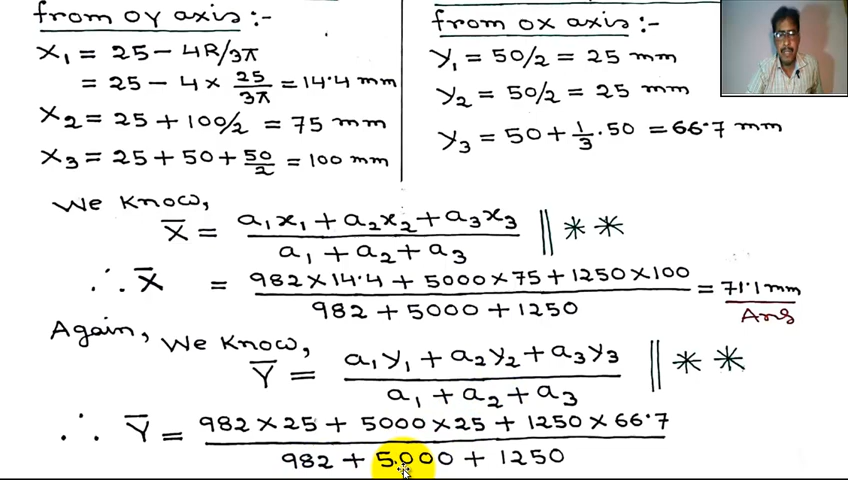 from OY axis :-
X₁ = 25 - 4R/3π
= 25 - 4 × 25/3π = 14.4 mm
X₂ = 25 + 100/2 = 75 mm
X₃ = 25 + 50 + 50/2 = 100 mm
from OX axis :-
Y₁ = 50/2 = 25 mm
Y₂ = 50/2 = 25 mm
Y₃ = 50 + 1/3 . 50 = 66.7 mm
We Know,
X̄ = a₁x₁ + a₂x₂ + a₃x₃ / a₁ + a₂ + a₃ || **
∴ X̄ = 982 × 14.4 + 5000 × 75 + 1250 × 100 / 982 + 5000 + 1250 = 71.1 mm
Ans
Again, We Know,
Ȳ = a₁y₁ + a₂y₂ + a₃y₃ / a₁ + a₂ + a₃ || **
∴ Ȳ = 982 × 25 + 5000 × 25 + 1250 × 66.7 / 982 + 5000 + 1250